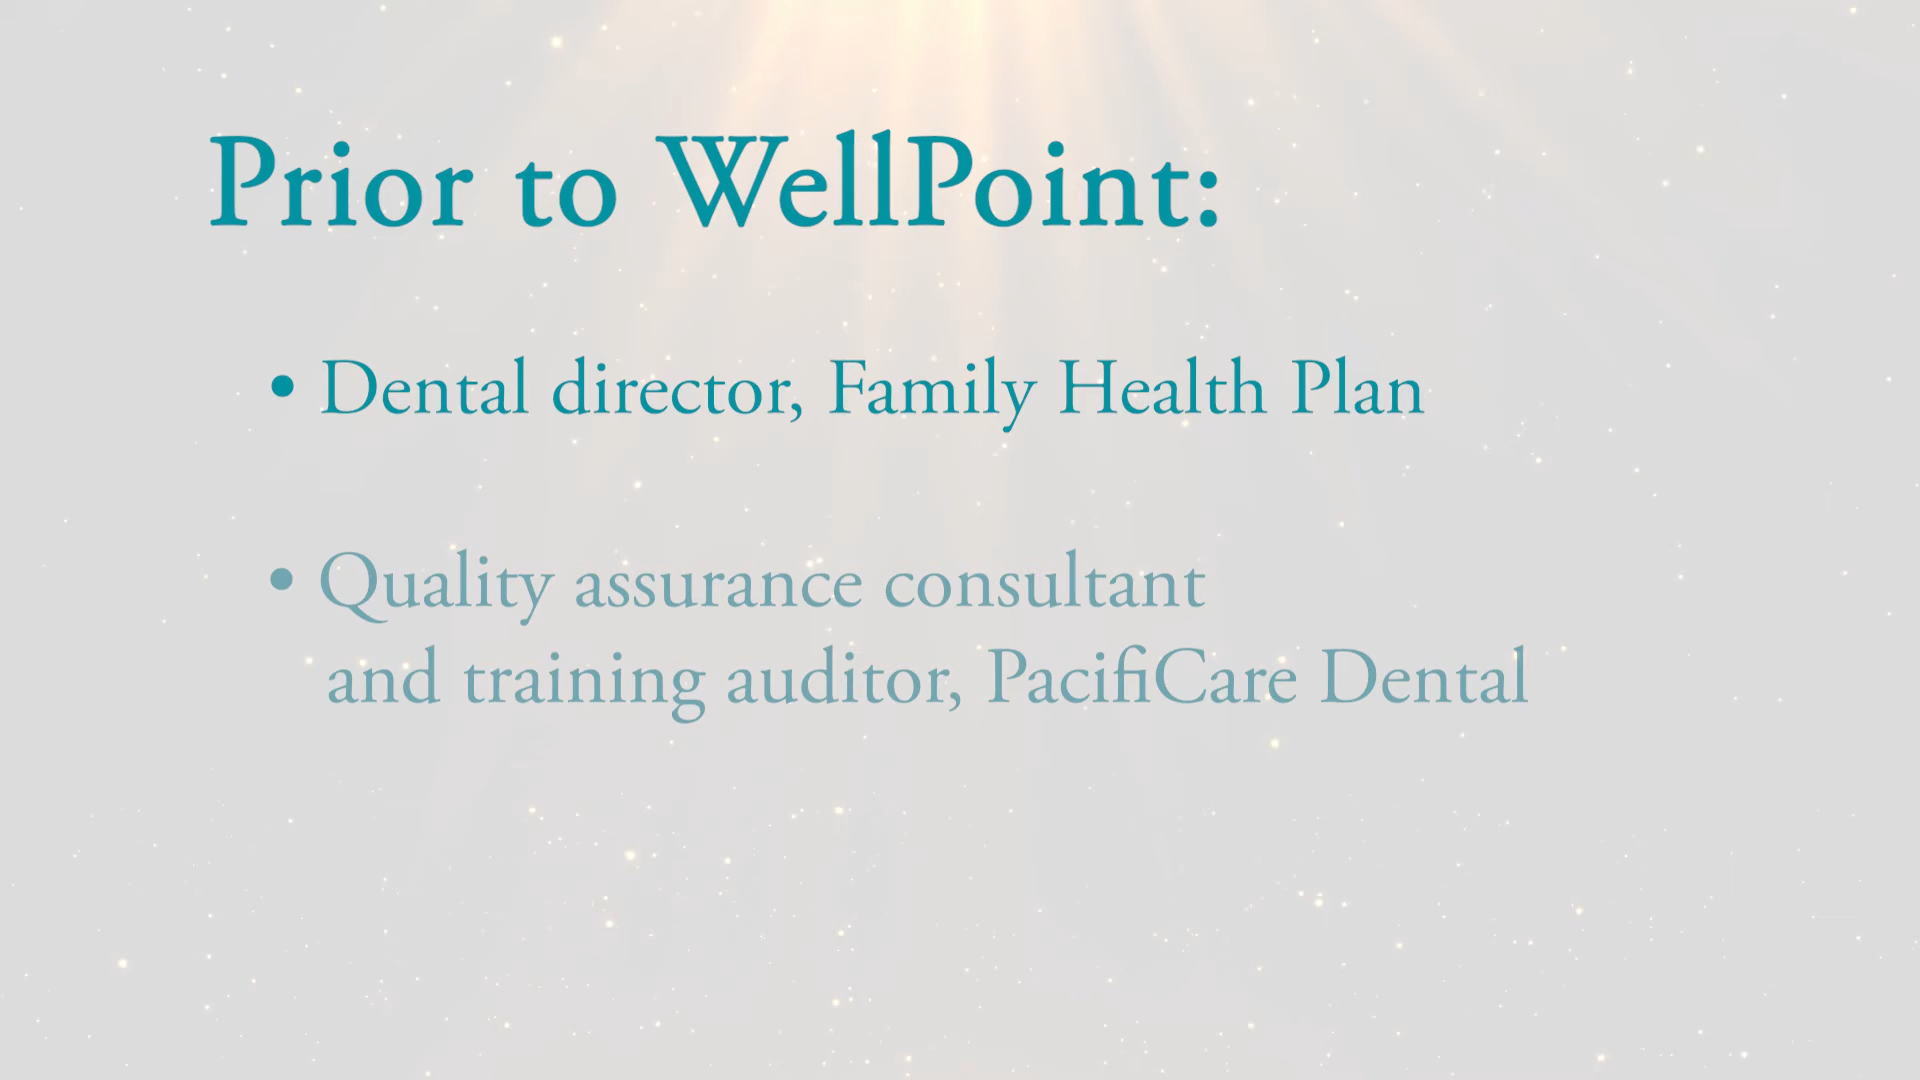 Prior to WellPoint:
• Dental director, Family Health Plan
• Quality assurance consultant
and training auditor, PacifiCare Dental